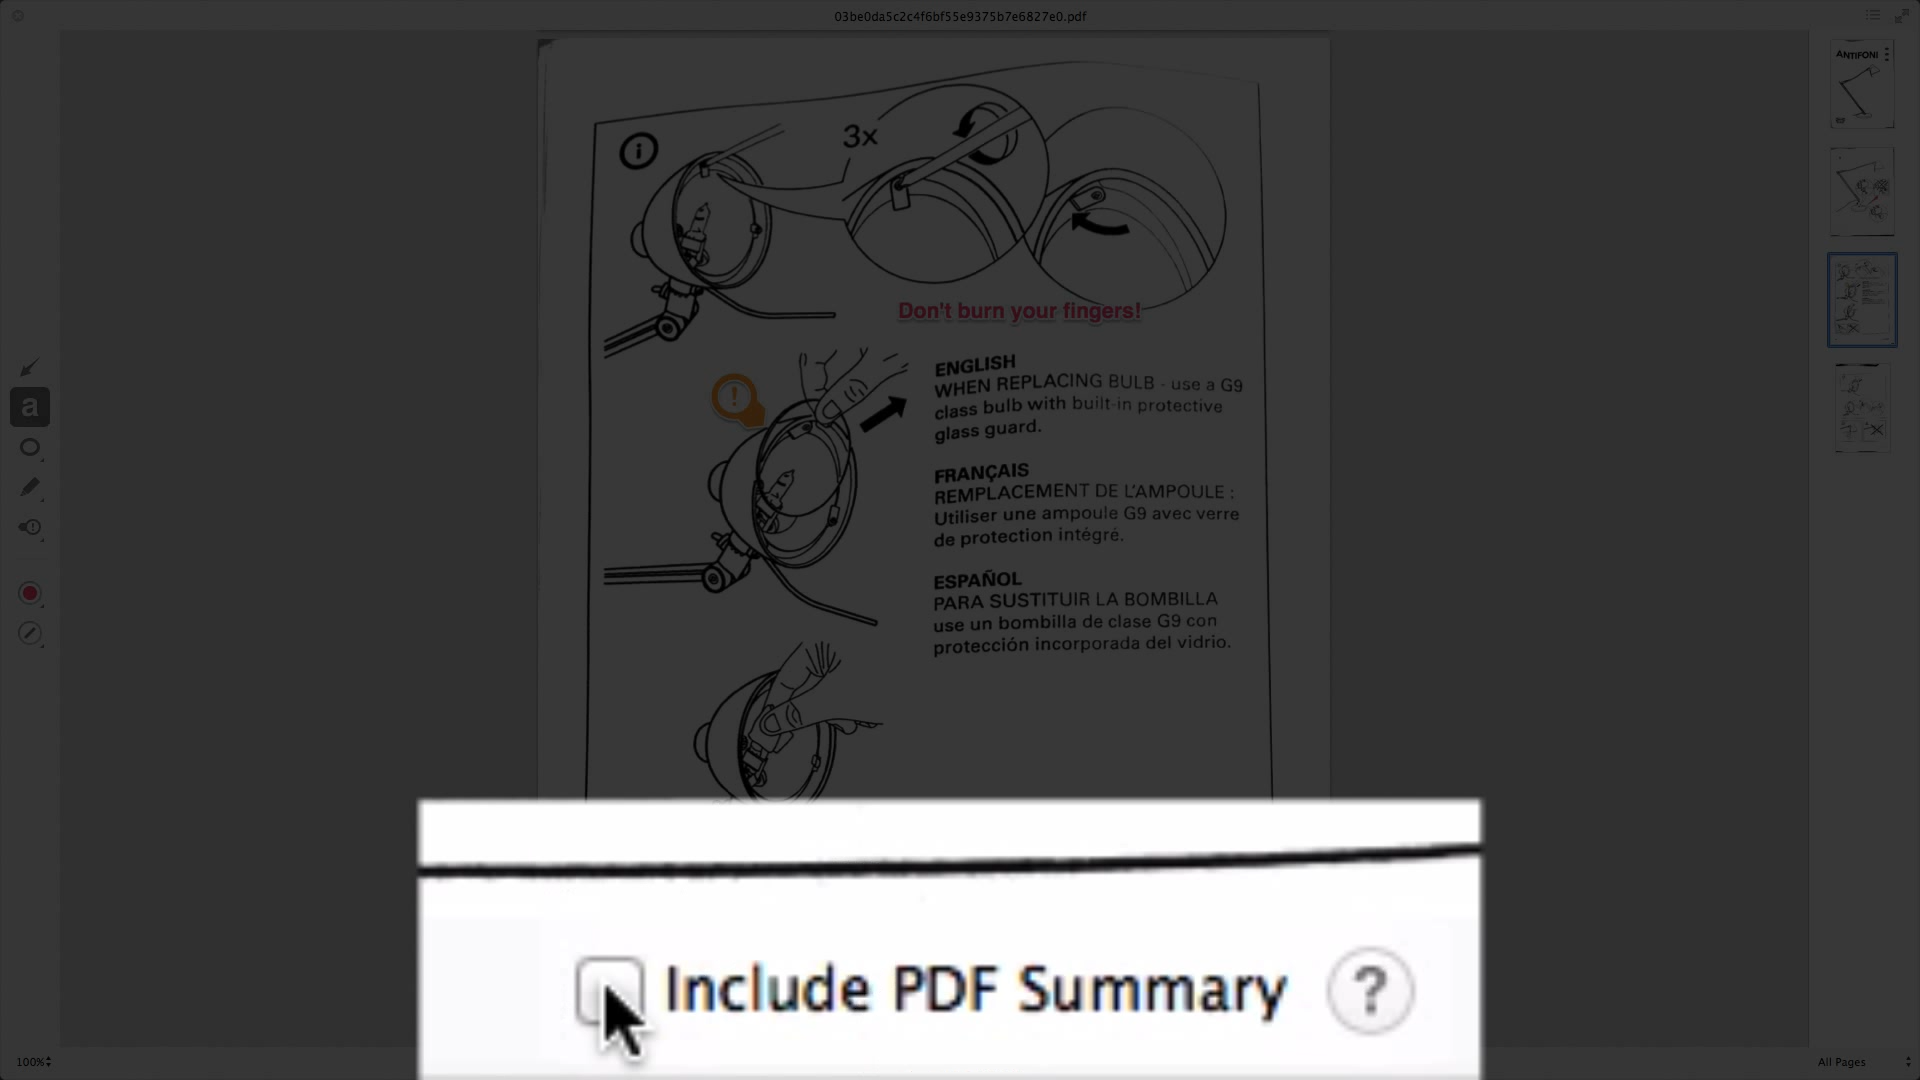 03be0da5c2c4f6bf55e9375b7e6827e0.pdf
ANTIFONI
i
3x
Don't burn your fingers!
!
ENGLISH
WHEN REPLACING BULB - use a G9
class bulb with built-in protective
glass guard.
a
FRANÇAIS
REMPLACEMENT DE L'AMPOULE :
Utiliser une ampoule G9 avec verre
de protection intégré.
ESPAÑOL
PARA SUSTITUIR LA BOMBILLA
use un bombilla de clase G9 con
protección incorporada del vidrio.
Include PDF Summary ?
100%
All Pages